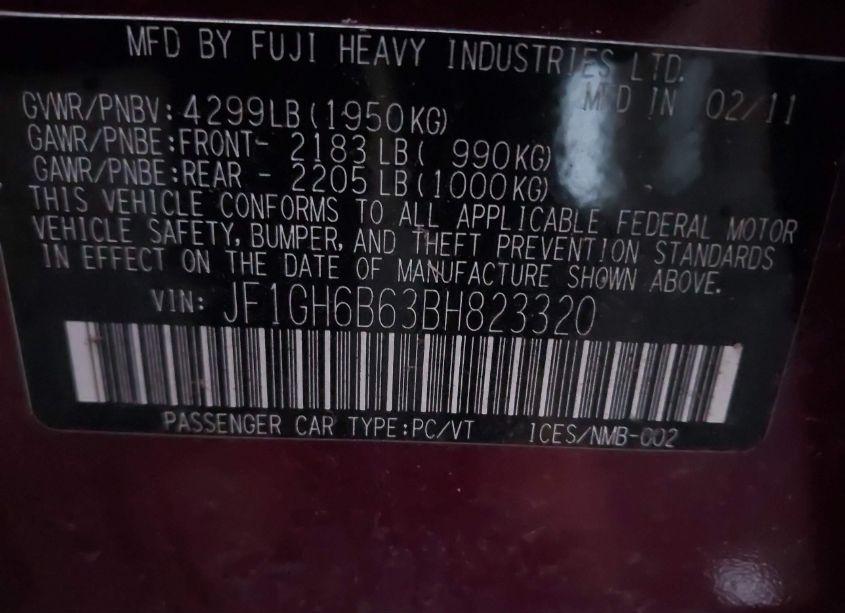 MFD BY FUJI HEAVY INDUSTRIES LTD.
GVWR/PNBV:4299LB(1950KG) MFD IN 02/11
GAWR/PNBE:FRONT- 2183LB( 990KG)
GAWR/PNBE:REAR - 2205LB(1000KG)
THIS VEHICLE CONFORMS TO ALL APPLICABLE FEDERAL MOTOR
VEHICLE SAFETY, BUMPER, AND THEFT PREVENTION STANDARDS
IN EFFECT ON THE DATE OF MANUFACTURE SHOWN ABOVE.
VIN: JF1GH6B63BH823320
PASSENGER CAR TYPE:PC/VT ICES/NMB-002